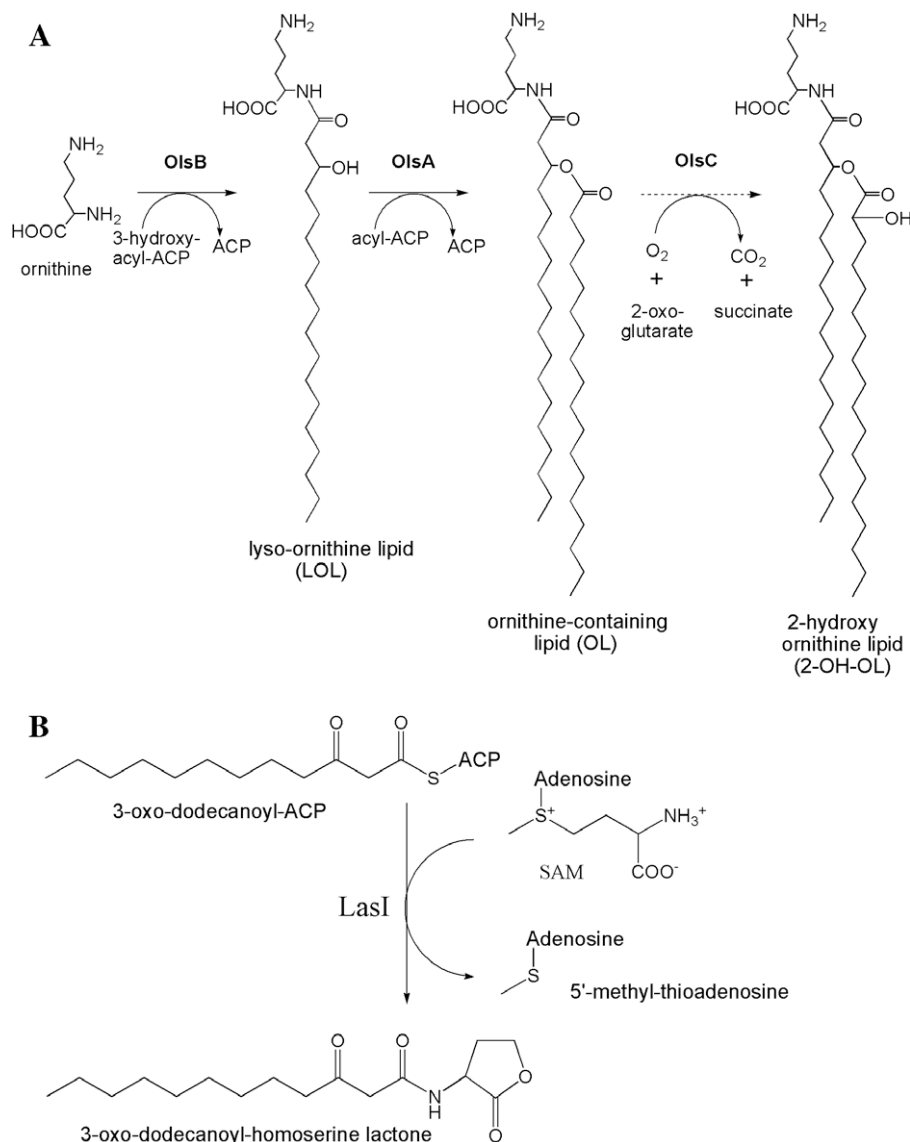 A
NH₂
NH
HOOC
O
OH
NH₂
NH₂
HOOC
ornithine
OlsB
3-hydroxy-
acyl-ACP
ACP
lyso-ornithine lipid
(LOL)
OlsA
acyl-ACP
ACP
NH₂
NH
HOOC
O
O
O
ornithine-containing
lipid (OL)
OlsC
O₂
+
2-oxo-
glutarate
CO₂
+
succinate
NH₂
NH
HOOC
O
O
O
OH
2-hydroxy
ornithine lipid
(2-OH-OL)
B
O
O
S
ACP
3-oxo-dodecanoyl-ACP
Adenosine
S⁺
NH₃⁺
COO⁻
SAM
LasI
Adenosine
S
5'-methyl-thioadenosine
O
O
N
H
O
O
3-oxo-dodecanoyl-homoserine lactone